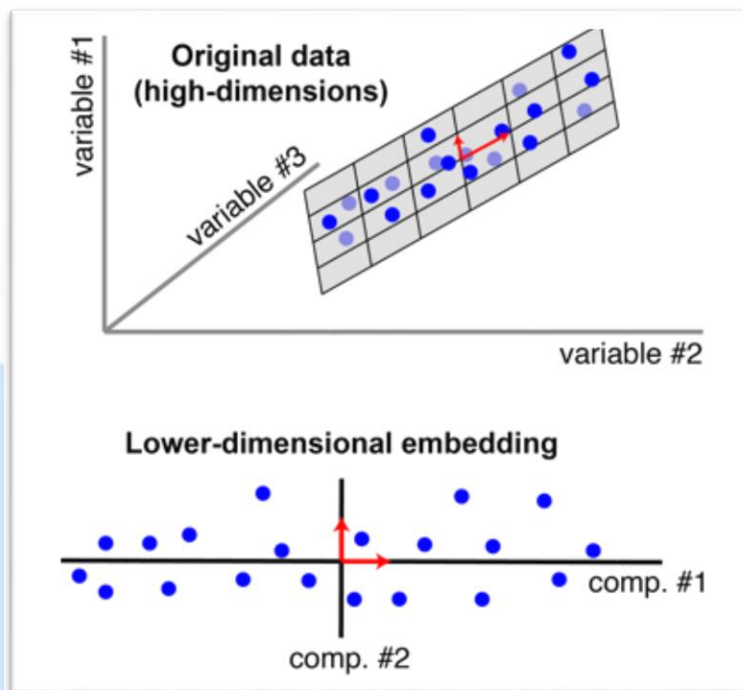 Original data
(high-dimensions)
variable #1
variable #3
variable #2
Lower-dimensional embedding
comp. #1
comp. #2